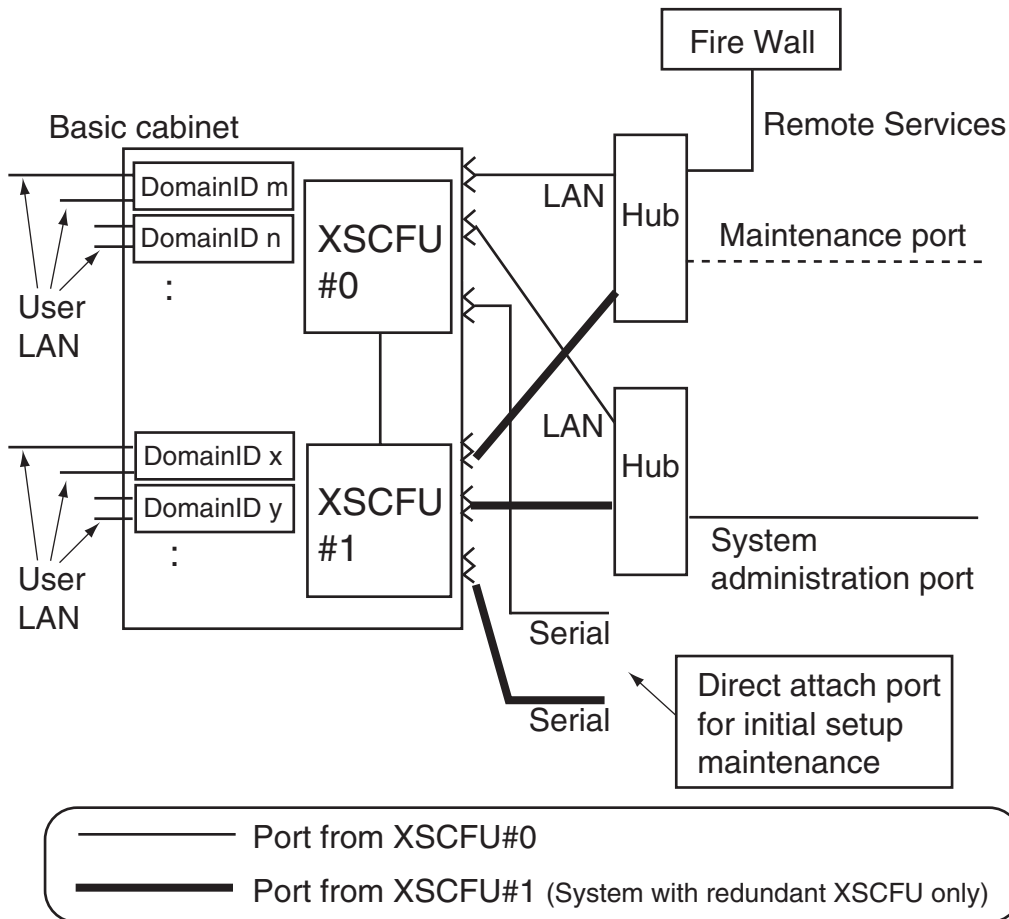 Fire Wall
Remote Services
Basic cabinet
DomainID m
DomainID n
:
User
LAN
XSCFU
#0
LAN
Hub
Maintenance port
DomainID x
DomainID y
:
User
LAN
XSCFU
#1
LAN
Hub
System
administration port
Serial
Serial
Direct attach port
for initial setup
maintenance
Port from XSCFU#0
Port from XSCFU#1 (System with redundant XSCFU only)